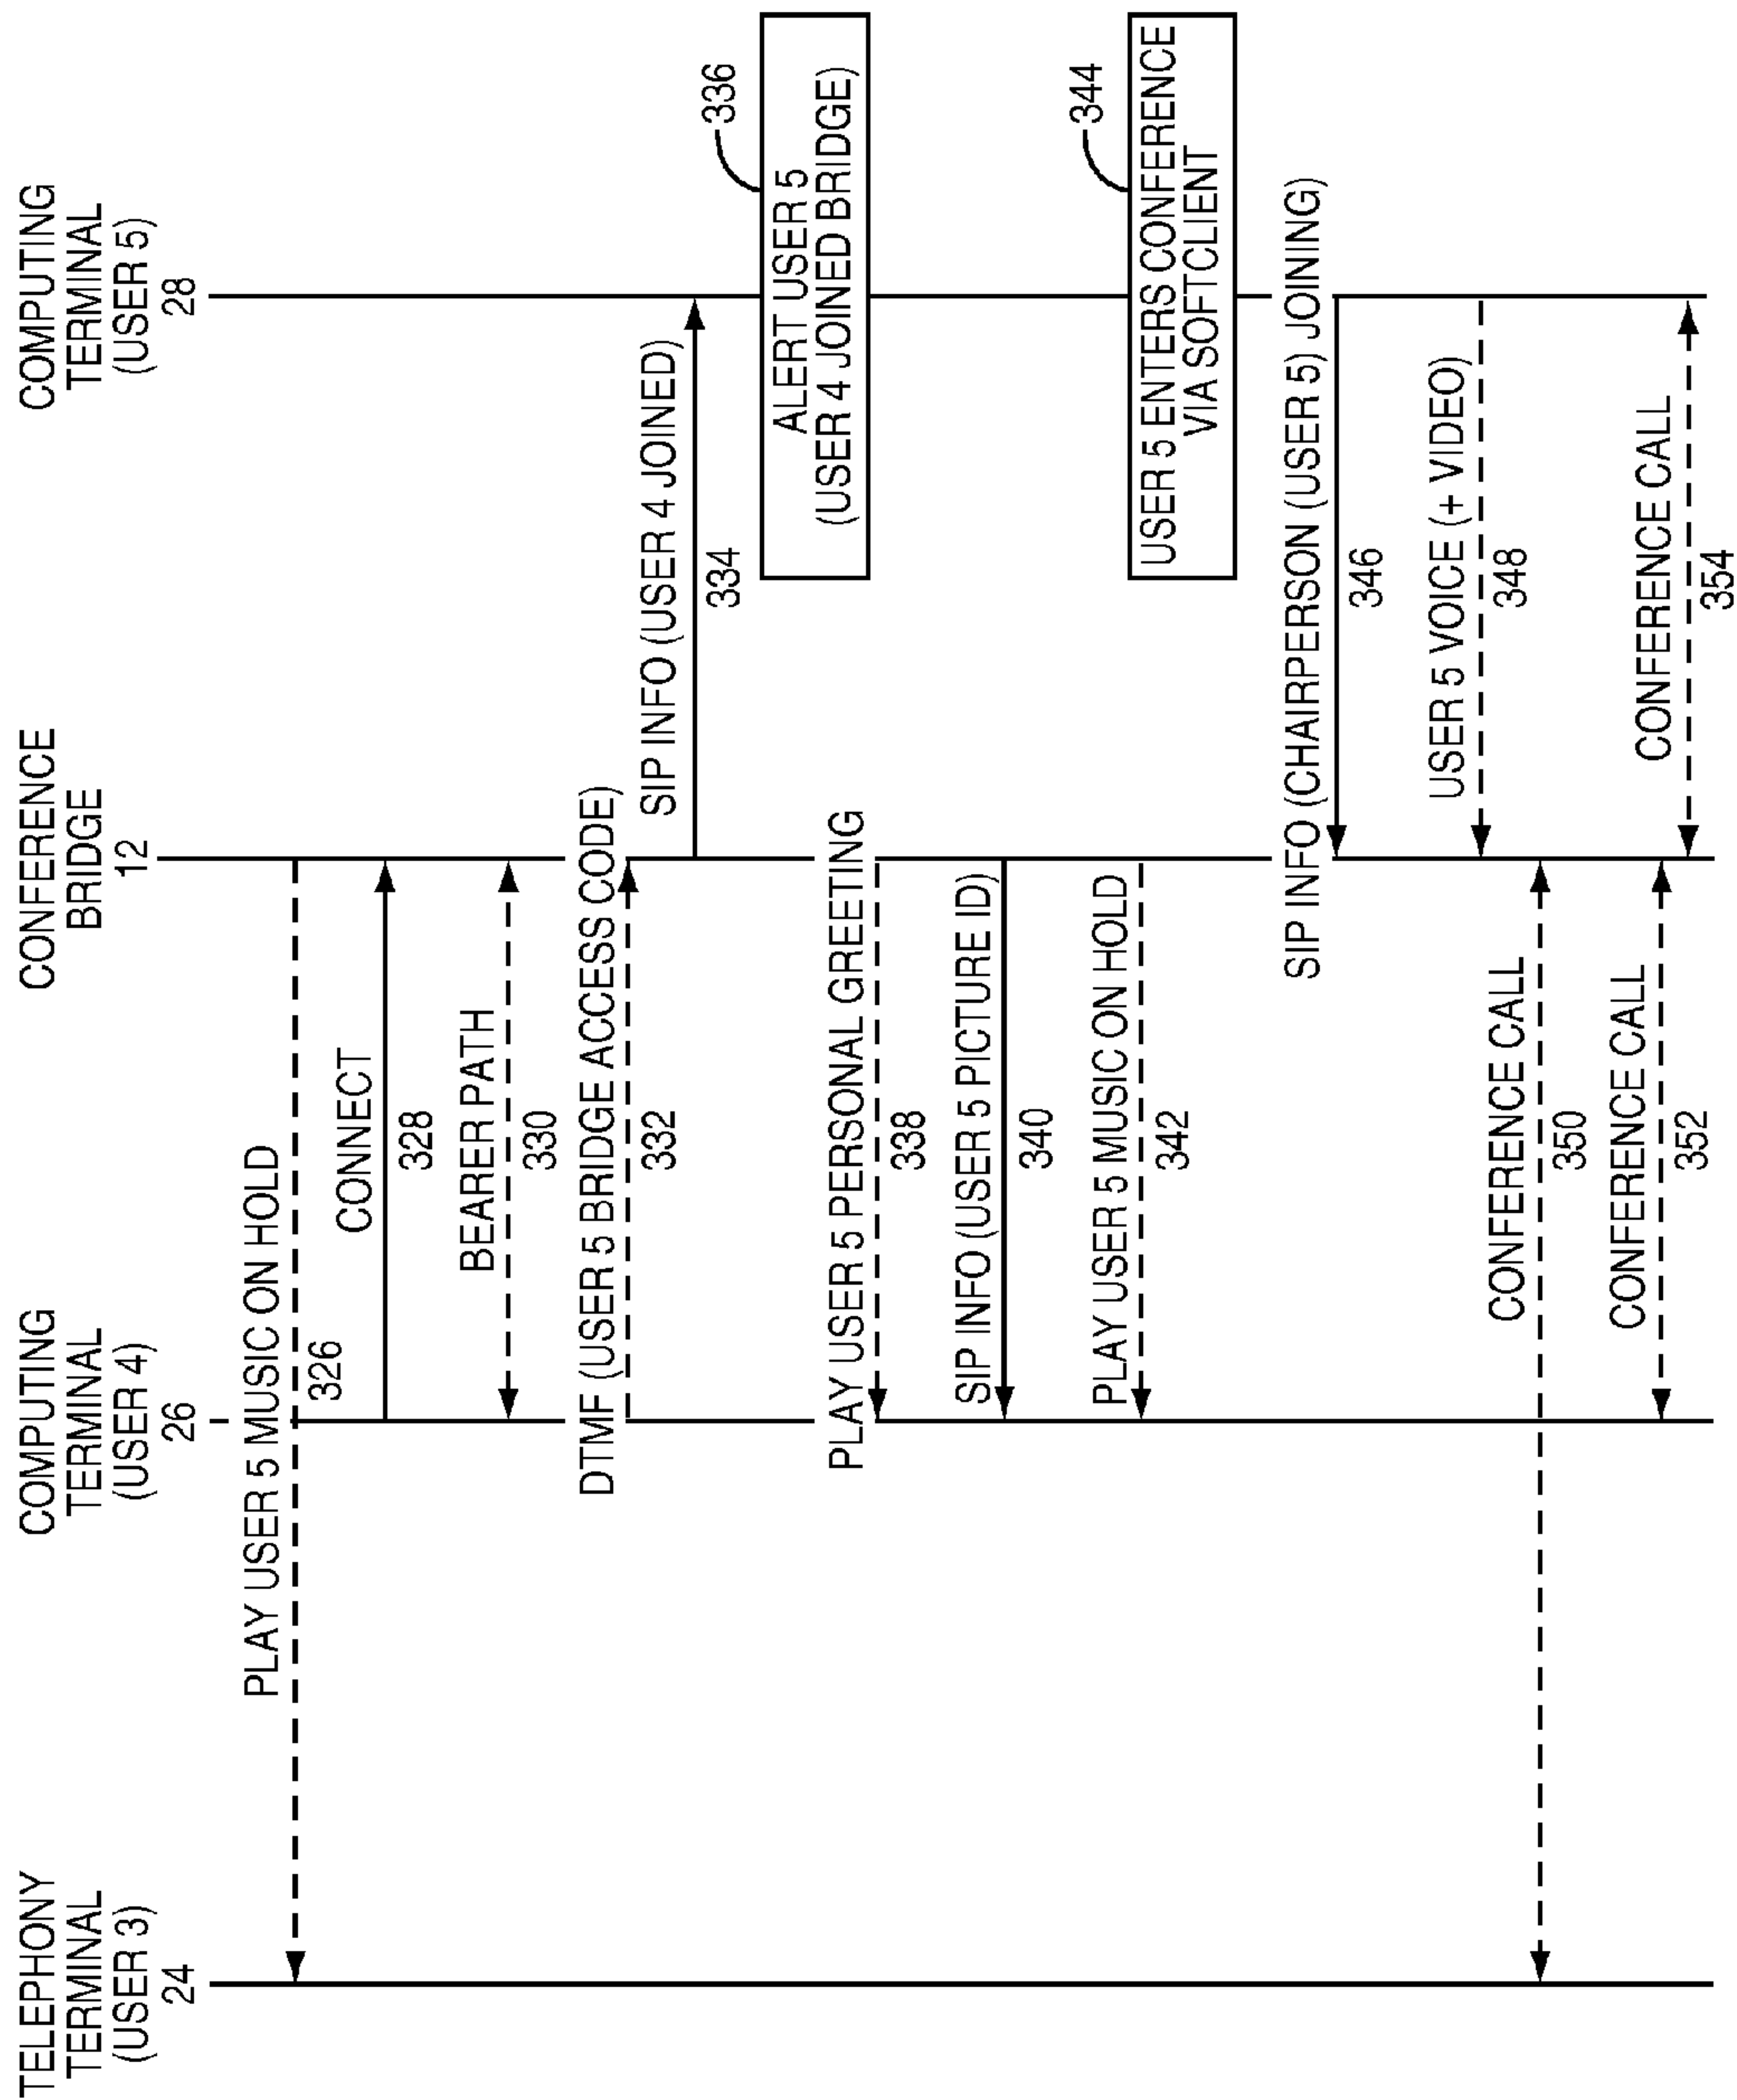 TELEPHONY
TERMINAL
(USER 3)
24
COMPUTING
TERMINAL
(USER 4)
26
CONFERENCE
BRIDGE
12
COMPUTING
TERMINAL
(USER 5)
28
PLAY USER 5 MUSIC ON HOLD
326
CONNECT
328
BEARER PATH
330
DTMF (USER 5 BRIDGE ACCESS CODE)
332
SIP INFO (USER 4 JOINED)
334
336
ALERT USER 5
(USER 4 JOINED BRIDGE)
PLAY USER 5 PERSONAL GREETING
338
SIP INFO (USER 5 PICTURE ID)
340
PLAY USER 5 MUSIC ON HOLD
342
344
USER 5 ENTERS CONFERENCE
VIA SOFTCLIENT
SIP INFO (CHAIRPERSON (USER 5) JOINING)
346
USER 5 VOICE (+ VIDEO)
348
CONFERENCE CALL
350
CONFERENCE CALL
352
CONFERENCE CALL
354